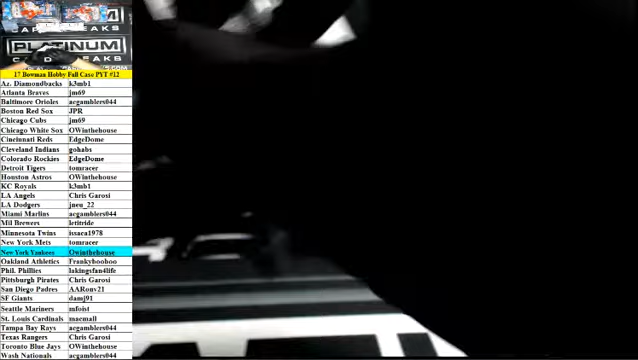 PLATINUM
17 Bowman Hobby Full Case PYT #12
Az. Diamondbacks k3mb1
Atlanta Braves jm69
Baltimore Orioles acgamblers044
Boston Red Sox JPR
Chicago Cubs jm69
Chicago White Sox OWinthehouse
Cincinnati Reds EdgeDome
Cleveland Indians gohabs
Colorado Rockies EdgeDome
Detroit Tigers tomracer
Houston Astros OWinthehouse
KC Royals k3mb1
LA Angels Chris Garosi
LA Dodgers jneu_22
Miami Marlins acgamblers044
Mil Brewers letitride
Minnesota Twins issaca1978
New York Mets tomracer
New York Yankees Owinthehouse
Oakland Athletics Frankybooboo
Phil. Phillies lakingsfan4life
Pittsburgh Pirates Chris Garosi
San Diego Padres AARons21
SF Giants damj91
Seattle Mariners mfoist
St. Louis Cardinals macmall
Tampa Bay Rays acgamblers044
Texas Rangers Chris Garosi
Toronto Blue Jays OWinthehouse
Wash Nationals acgamblers044